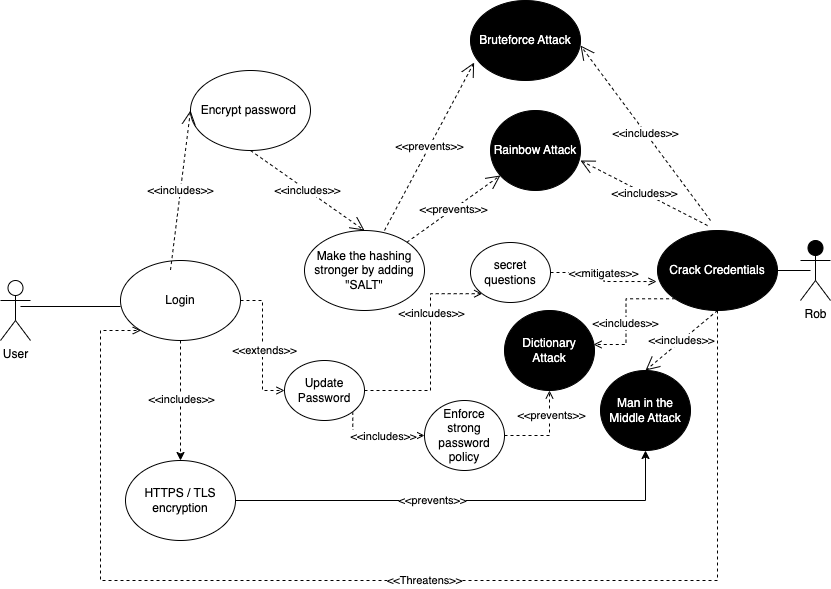 Bruteforce Attack
Encrypt password
<<includes>>
<<prevents>>
Rainbow Attack
<<includes>>
<<includes>>
<<includes>>
<<prevents>>
Make the hashing
stronger by adding
"SALT"
secret
questions
<<mitigates>>
Crack Credentials
Rob
Login
User
<<includes>>
<<includes>>
Dictionary
Attack
<<includes>>
<<extends>>
Update
Password
<<includes>>
Man in the
Middle Attack
Enforce
strong
password
policy
<<prevents>>
<<includes>>
HTTPS / TLS
encryption
<<prevents>>
<<Threatens>>